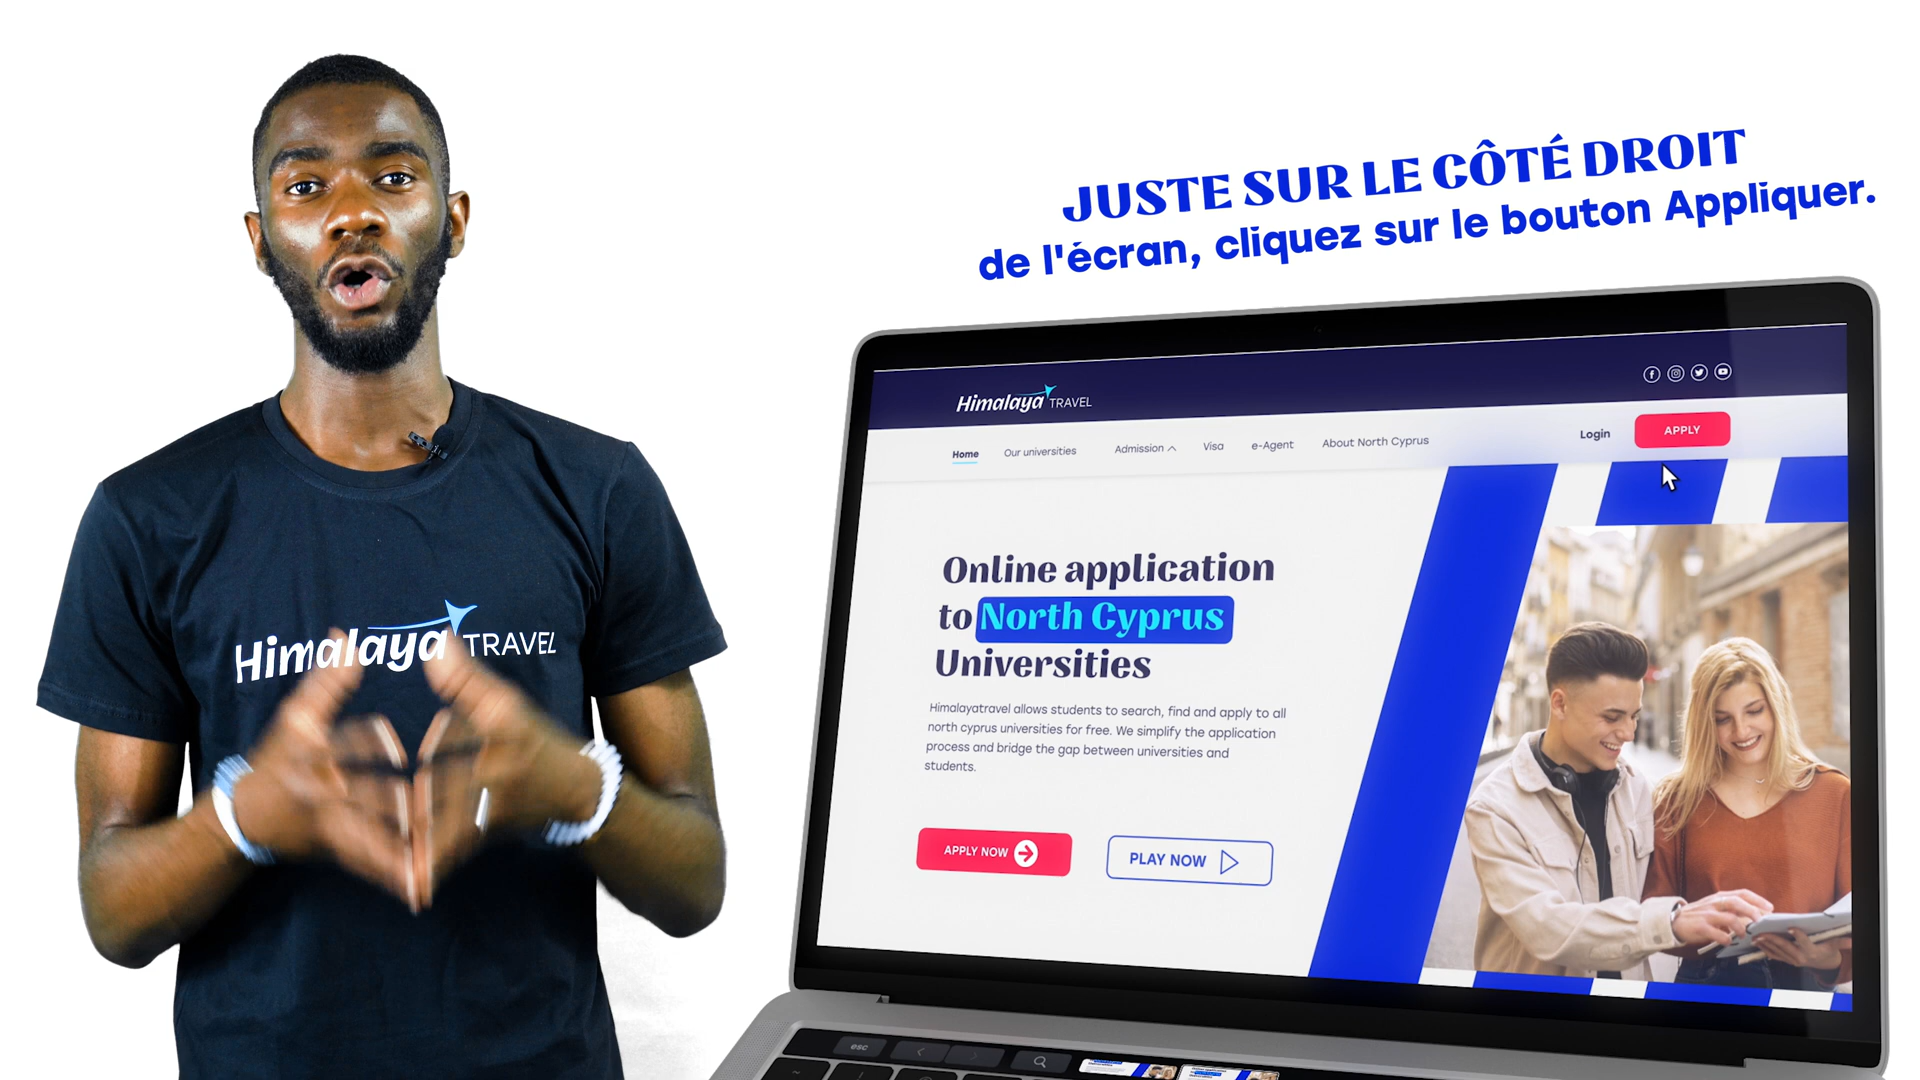 JUSTE SUR LE CÔTÉ DROIT
de l'écran, cliquez sur le bouton Appliquer.
Himalaya TRAVEL
Himalaya TRAVEL
Home Our universities Admission Visa e-Agent About North Cyprus Login APPLY
Online application
to North Cyprus
Universities
Himalayatravel allows students to search, find and apply to all
north cyprus universities for free. We simplify the application
process and bridge the gap between universities and
students.
APPLY NOW PLAY NOW
esc